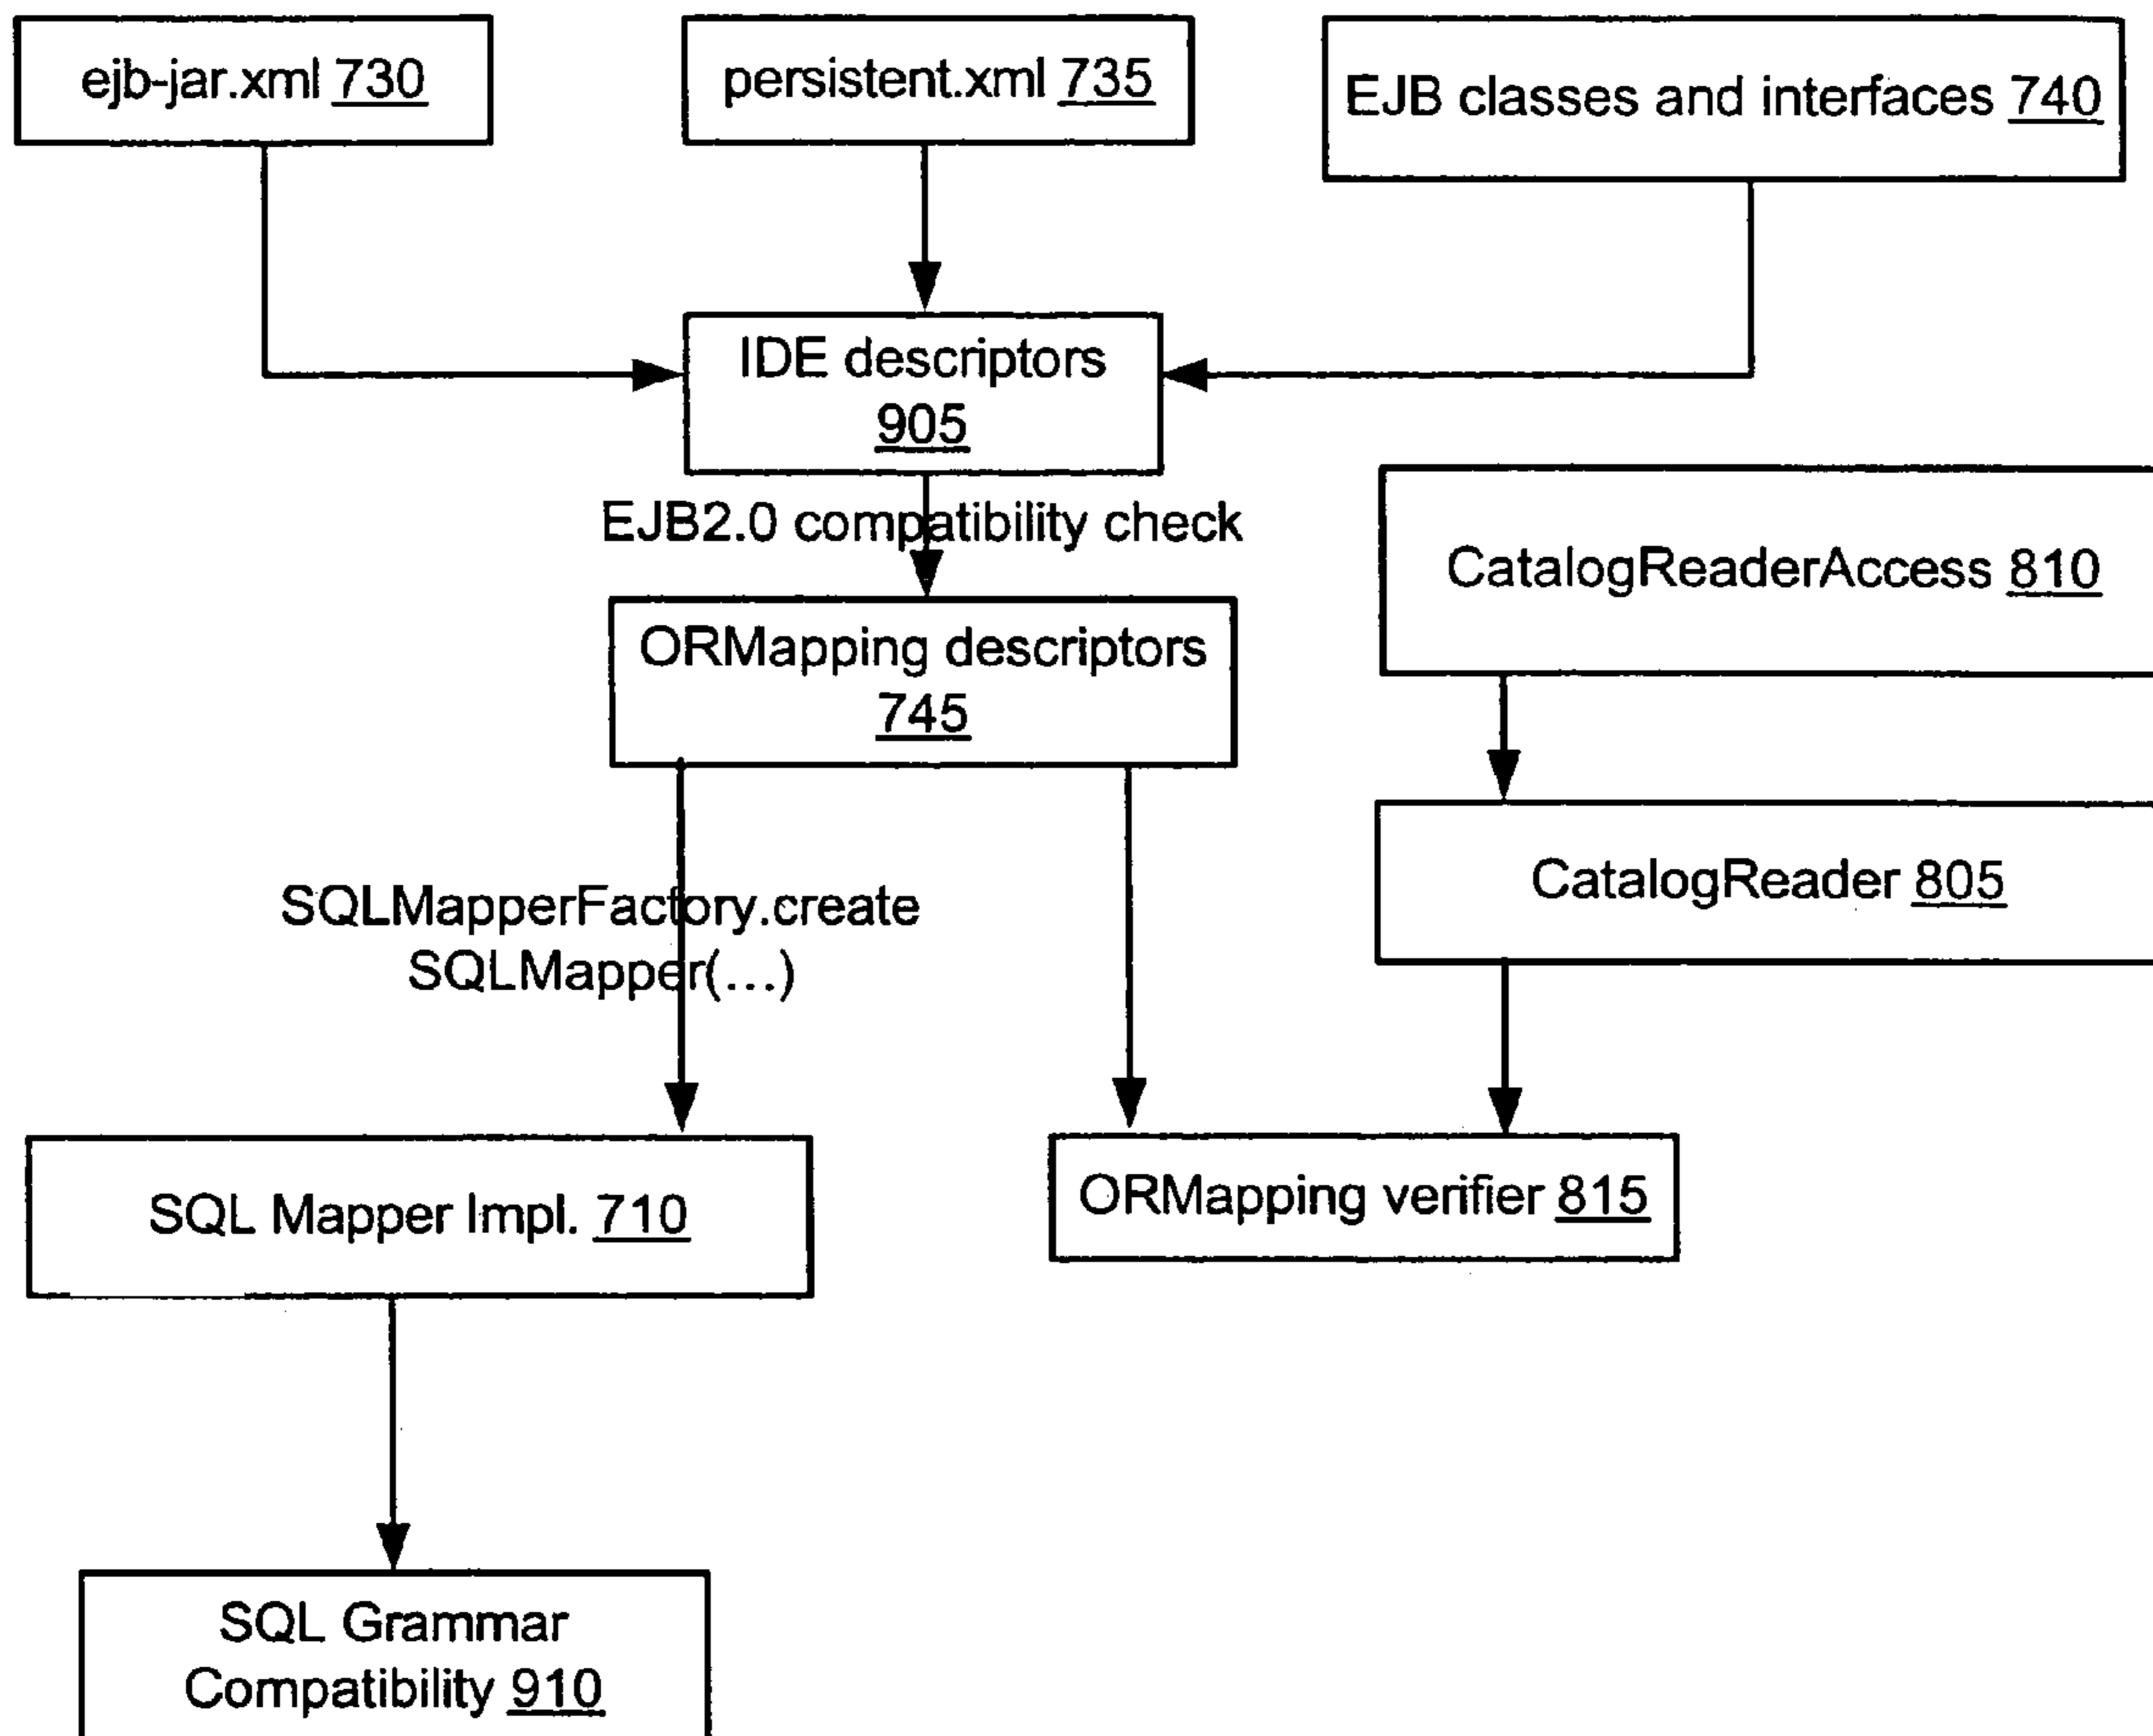 ejb-jar.xml 730
persistent.xml 735
EJB classes and interfaces 740
IDE descriptors
905
EJB2.0 compatibility check
CatalogReaderAccess 810
ORMapping descriptors
745
CatalogReader 805
SQLMapperFactory.create
SQLMapper(...)
SQL Mapper Impl. 710
ORMapping verifier 815
SQL Grammar
Compatibility 910